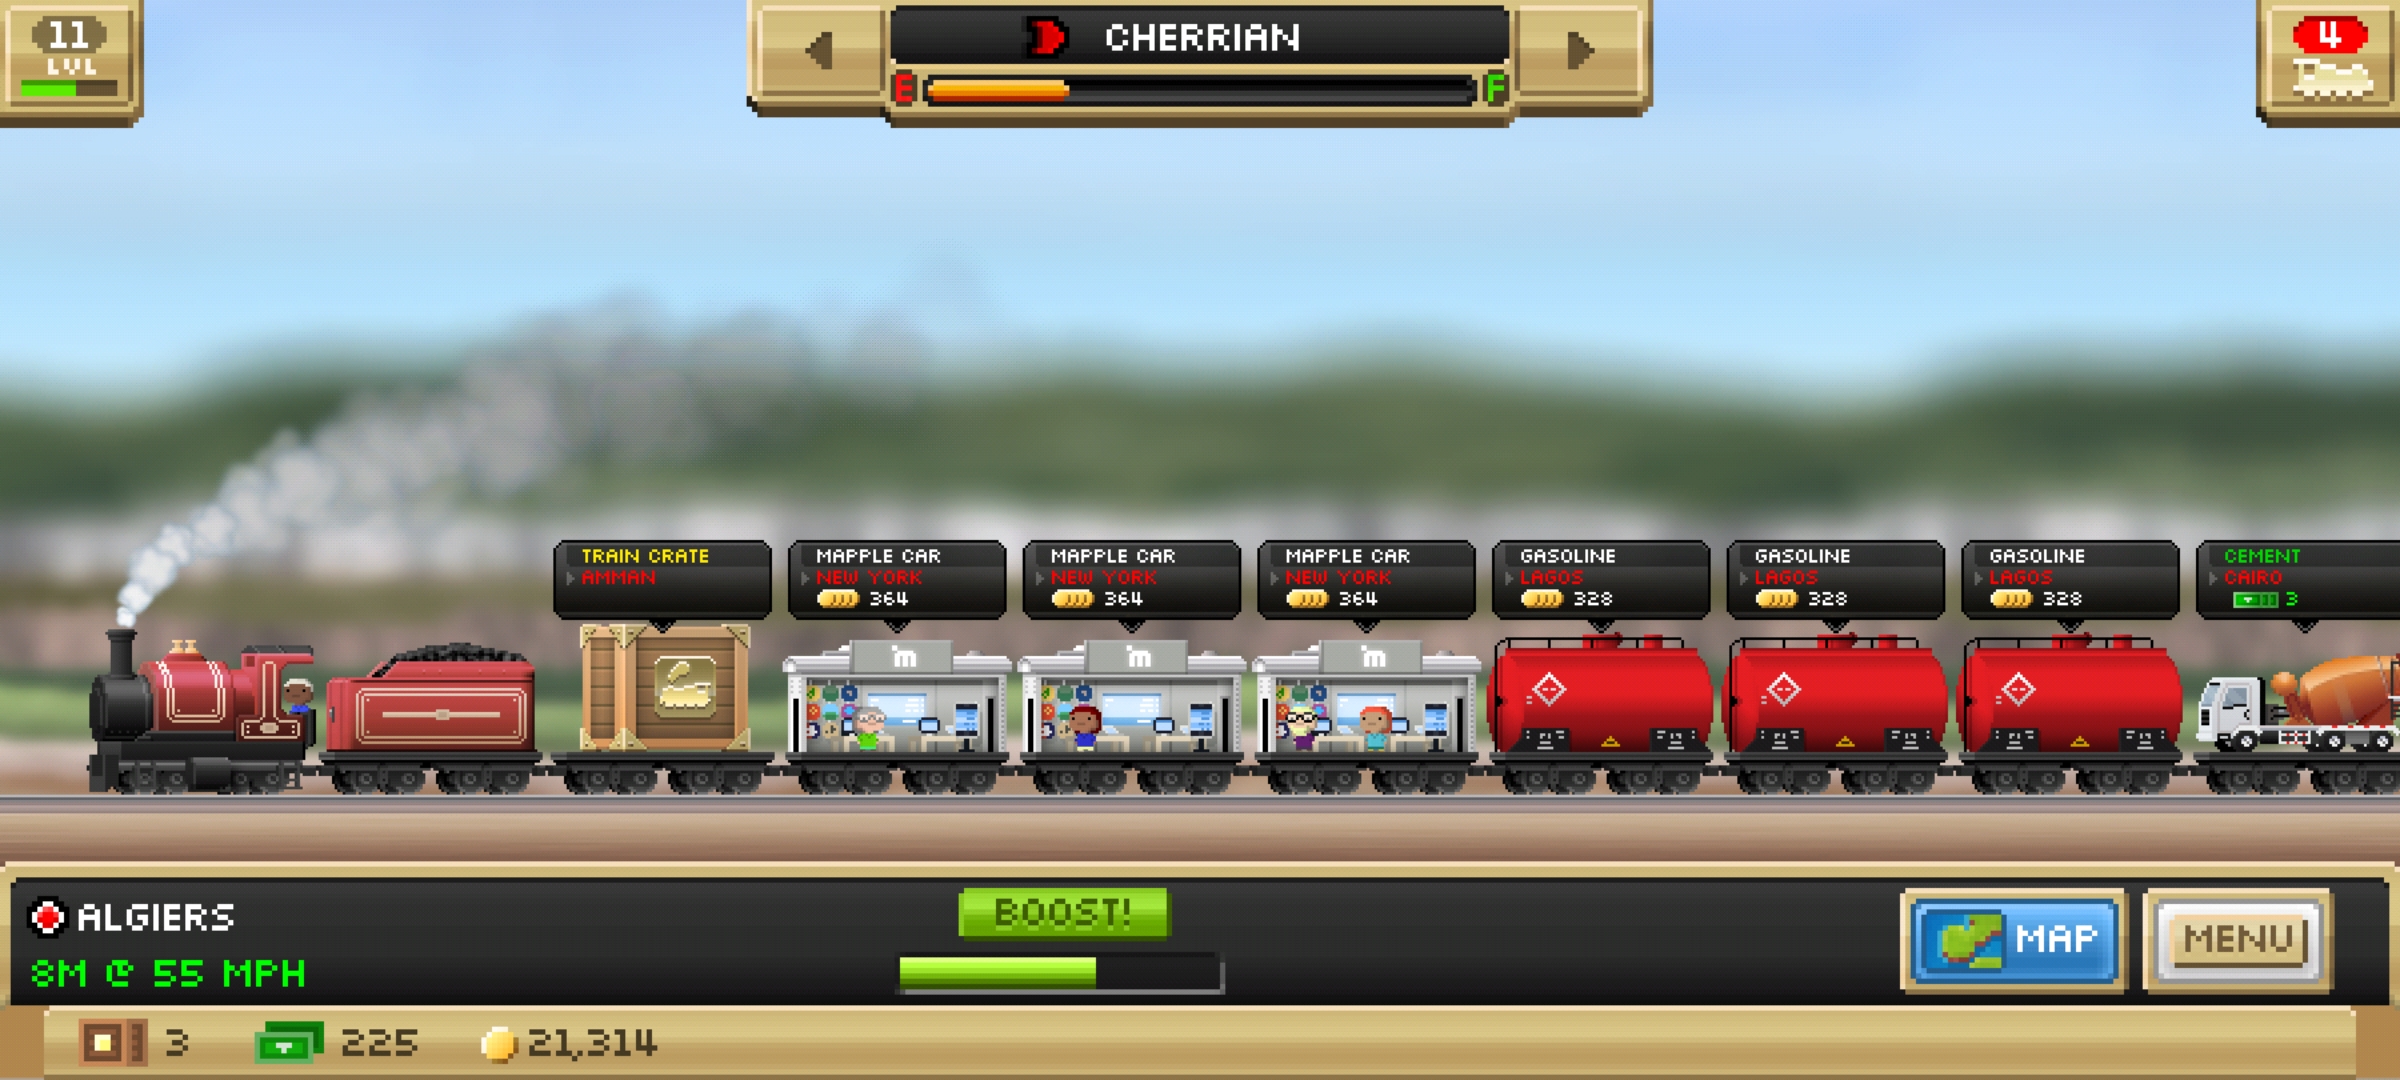 11
LVL
CHERRIAN
E F
4
TRAIN CRATE
AMMAN
MAPPLE CAR
NEW YORK
364
MAPPLE CAR
NEW YORK
364
MAPPLE CAR
NEW YORK
364
GASOLINE
LAGOS
328
GASOLINE
LAGOS
328
GASOLINE
LAGOS
328
CEMENT
CAIRO
3
m
m
m
ALGIERS
8M @ 55 MPH
BOOST!
MAP
MENU
3
225
21,314